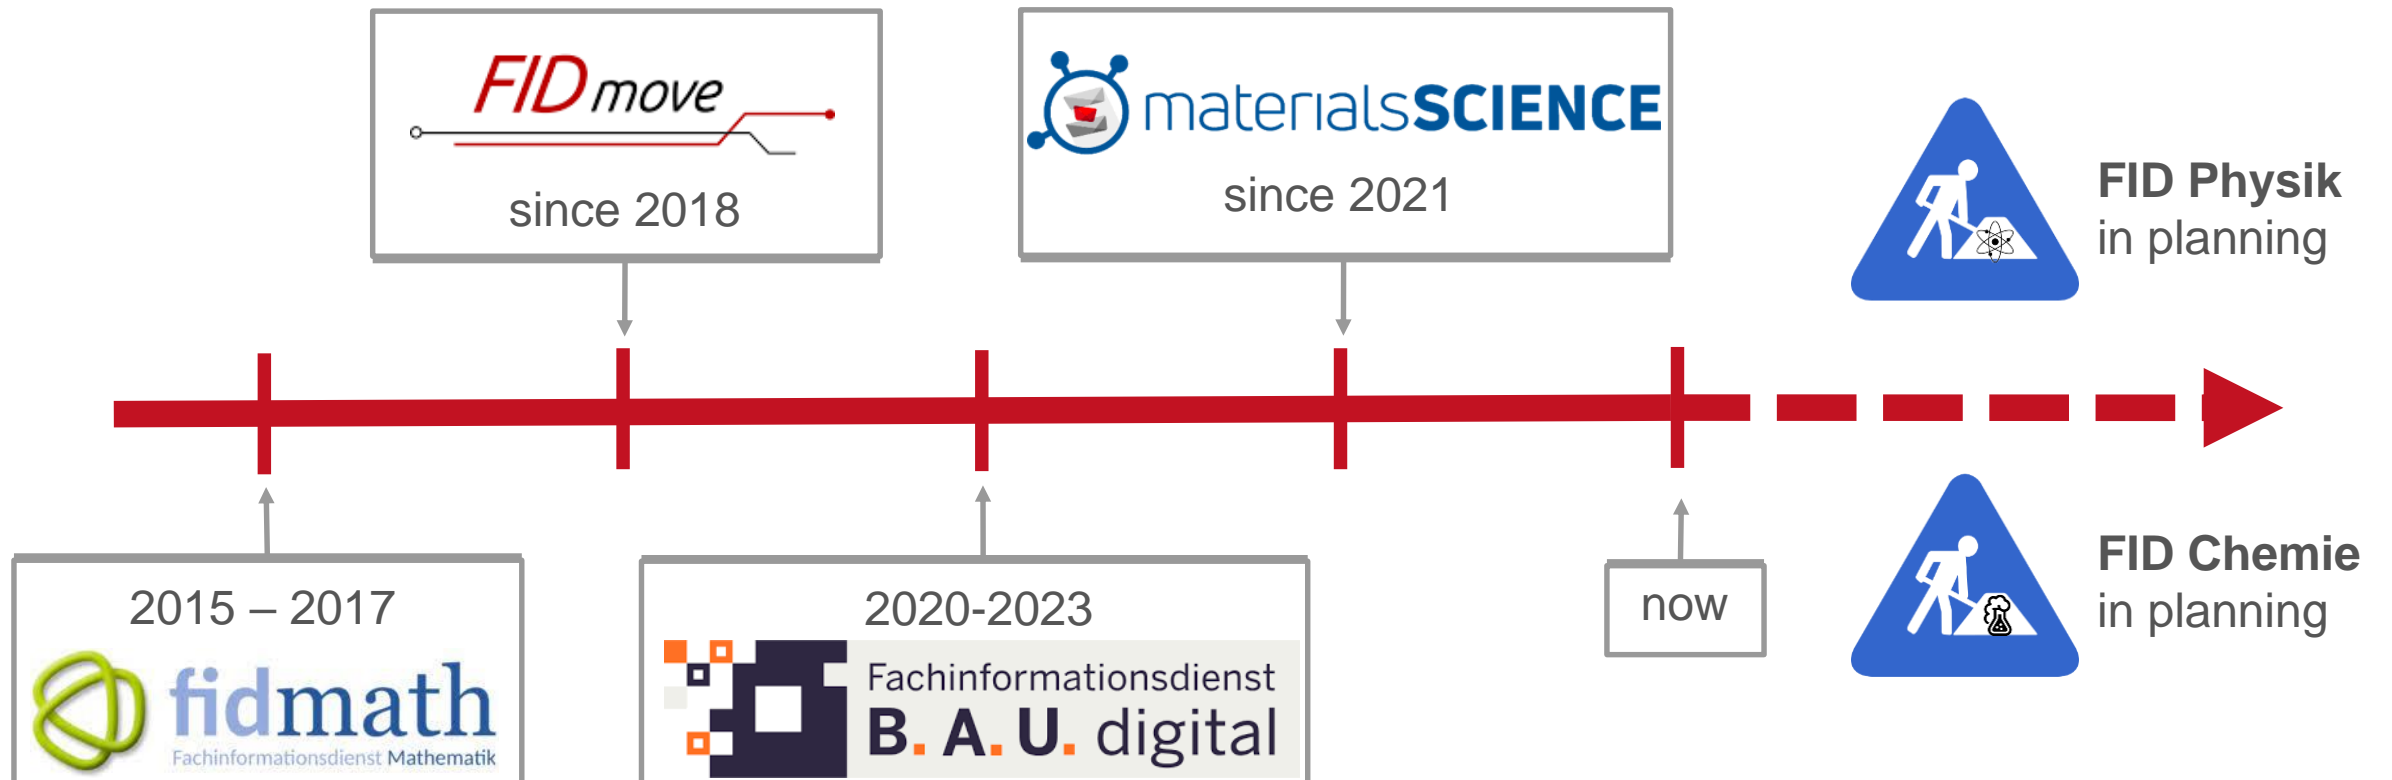 FID move
since 2018
materialsSCIENCE
since 2021
FID Physik
in planning
2015 – 2017
fidmath
Fachinformationsdienst Mathematik
2020-2023
Fachinformationsdienst
B. A. U. digital
now
FID Chemie
in planning